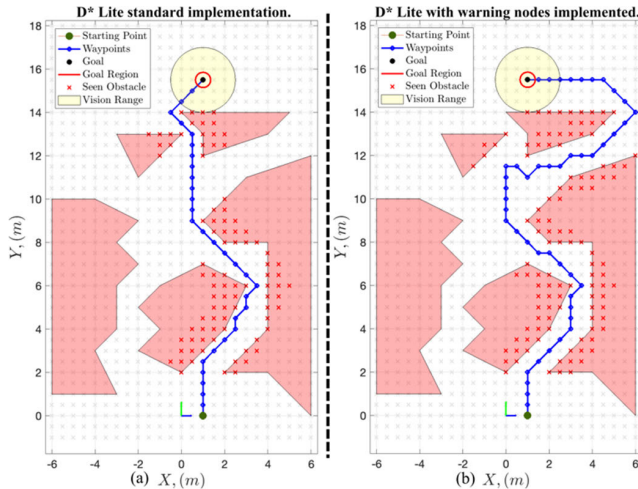 D* Lite standard implementation.
Starting Point
Waypoints
Goal
Goal Region
Seen Obstacle
Vision Range
18
16
14
12
10
8
6
4
2
0
Y, (m)
-6 -4 -2 0 2 4 6
(a) X, (m)
D* Lite with warning nodes implemented.
Starting Point
Waypoints
Goal
Goal Region
Seen Obstacle
Vision Range
18
16
14
12
10
8
6
4
2
0
Y, (m)
-6 -4 -2 0 2 4 6
(b) X, (m)